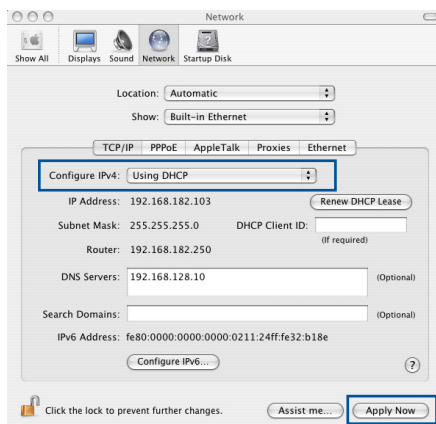 Network
Show All Displays Sound Network Startup Disk
Location: Automatic
Show: Built-in Ethernet
TCP/IP PPPoE AppleTalk Proxies Ethernet
Configure IPv4: Using DHCP
IP Address: 192.168.182.103 Renew DHCP Lease
Subnet Mask: 255.255.255.0 DHCP Client ID:
(If required)
Router: 192.168.182.250
DNS Servers: 192.168.128.10 (Optional)
Search Domains: (Optional)
IPv6 Address: fe80:0000:0000:0000:0211:24ff:fe32:b18e
Configure IPv6...
?
Click the lock to prevent further changes. Assist me... Apply Now